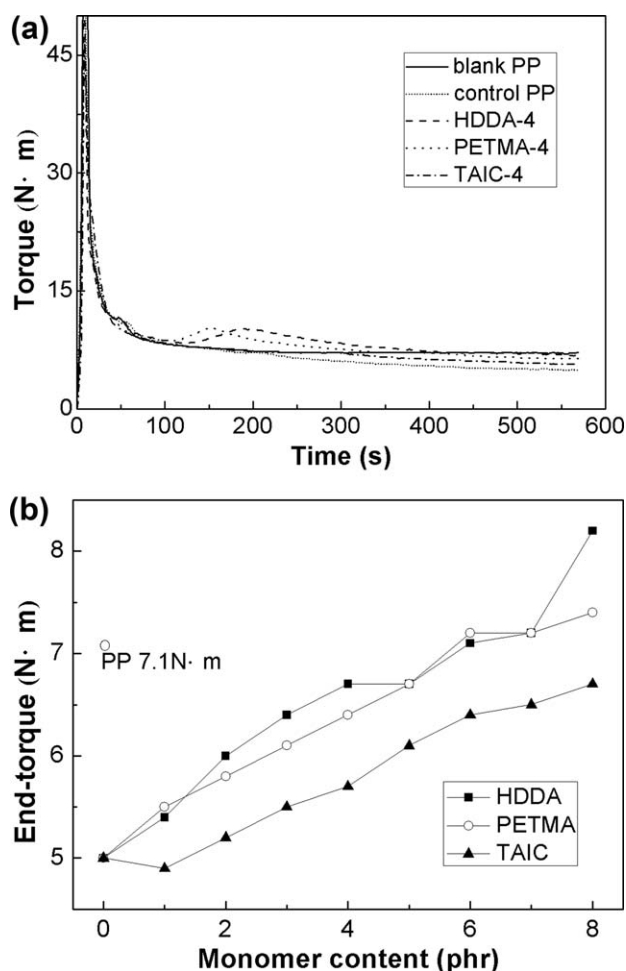 (a)
45
30
15
0
Torque (N· m)
blank PP
control PP
HDDA-4
PETMA-4
TAIC-4
0 100 200 300 400 500 600
Time (s)
(b)
8
7
6
5
End-torque (N· m)
PP 7.1N· m
HDDA
PETMA
TAIC
0 2 4 6 8
Monomer content (phr)